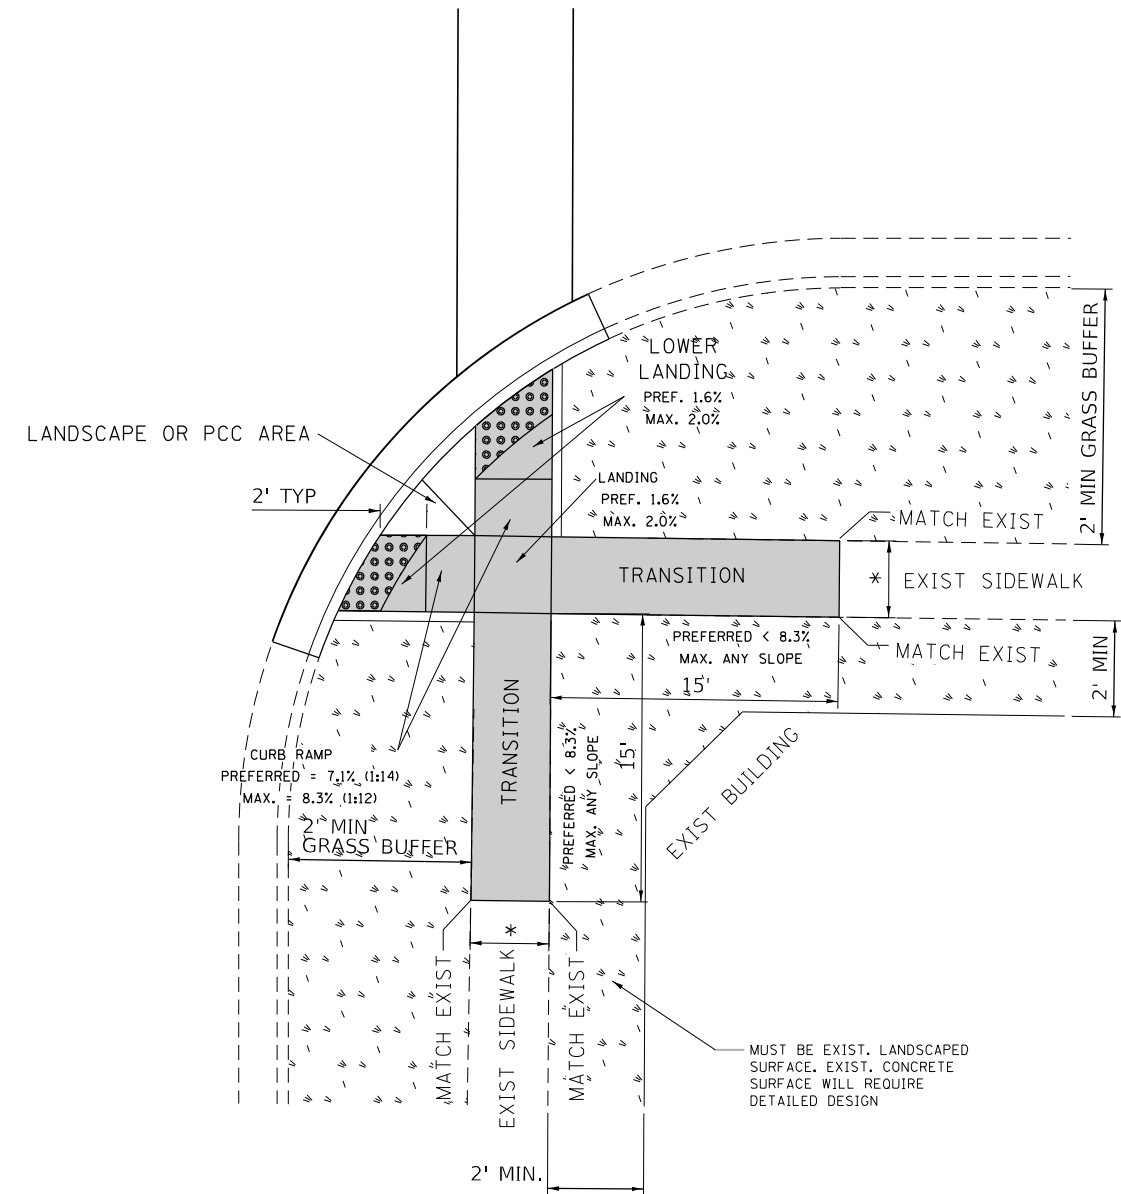 LOWER
LANDING
PREF. 1.6%
MAX. 2.0%
LANDSCAPE OR PCC AREA
2' TYP
LANDING
PREF. 1.6%
MAX. 2.0%
2' MIN GRASS BUFFER
MATCH EXIST
TRANSITION
* EXIST SIDEWALK
PREFERRED < 8.3%
MAX. ANY SLOPE
MATCH EXIST
15'
2' MIN
TRANSITION
PREFERRED < 8.3%
MAX. ANY SLOPE
15'
EXIST BUILDING
CURB RAMP
PREFERRED = 7.1% (1:14)
MAX. = 8.3% (1:12)
2' MIN
GRASS BUFFER
MATCH EXIST
EXIST SIDEWALK *
MATCH EXIST
MUST BE EXIST. LANDSCAPED
SURFACE. EXIST. CONCRETE
SURFACE WILL REQUIRE
DETAILED DESIGN
2' MIN.